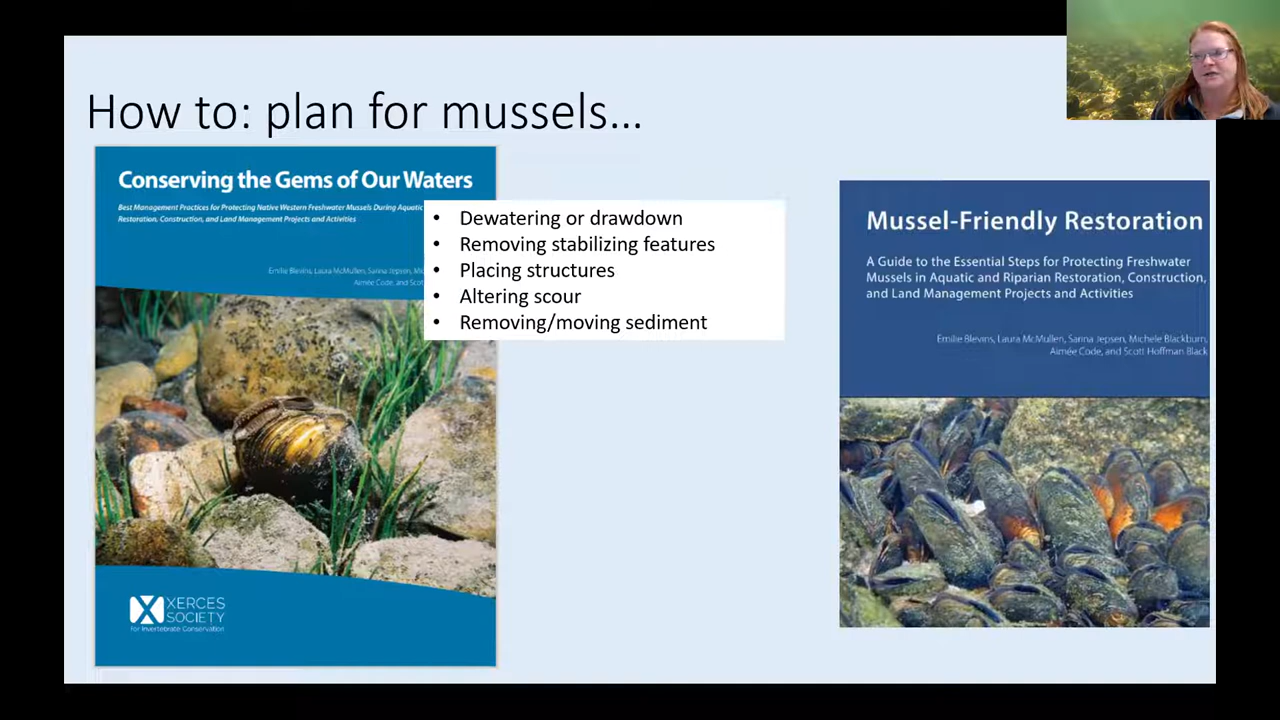 How to: plan for mussels...
Conserving the Gems of Our Waters
Best Management Practices for Protecting Native Western Freshwater Mussels During Aquatic
Restoration, Construction, and Land Management Projects and Activities
Emilie Blevins, Laura McMullen, Sarina Jepsen,
Aimée Code, and
XERCES
SOCIETY
for Invertebrate Conservation
• Dewatering or drawdown
• Removing stabilizing features
• Placing structures
• Altering scour
• Removing/moving sediment
Mussel-Friendly Restoration
A Guide to the Essential Steps for Protecting Freshwater
Mussels in Aquatic and Riparian Restoration, Construction,
and Land Management Projects and Activities
Emilie Blevins, Laura McMullen, Sarina Jepsen, Michele Blackburn,
Aimée Code, and Scott Hoffman Black